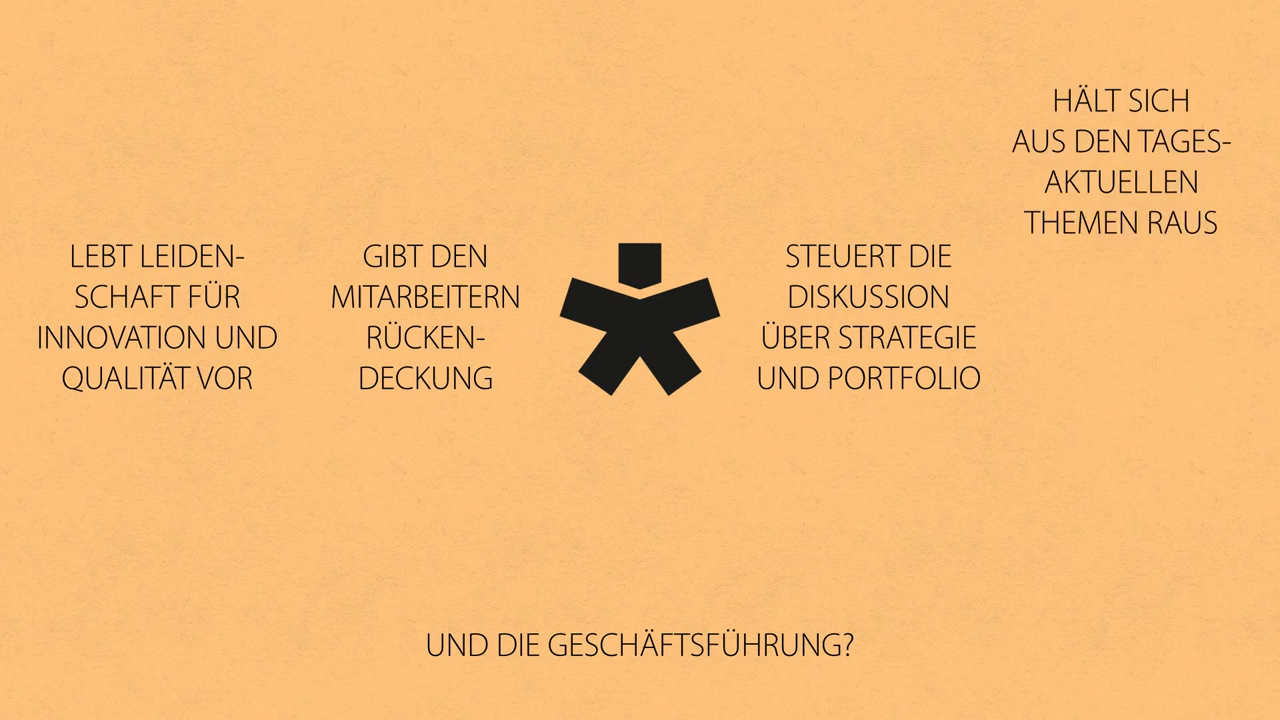 LEBT LEIDEN-
SCHAFT FÜR
INNOVATION UND
QUALITÄT VOR
GIBT DEN
MITARBEITERN
RÜCKEN-
DECKUNG
STEUERT DIE
DISKUSSION
ÜBER STRATEGIE
UND PORTFOLIO
HÄLT SICH
AUS DEN TAGES-
AKTUELLEN
THEMEN RAUS
UND DIE GESCHÄFTSFÜHRUNG?